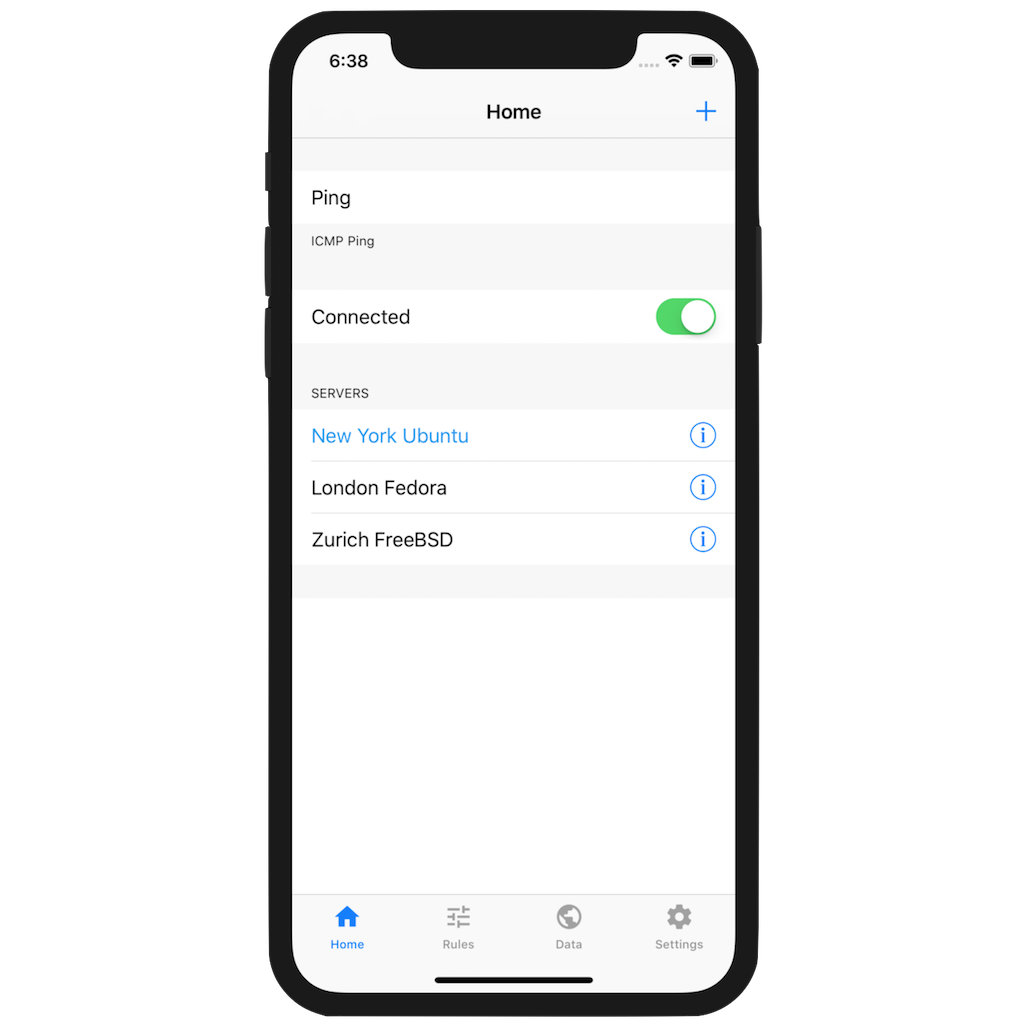 6:38
Home
Ping
ICMP Ping
Connected
SERVERS
New York Ubuntu
London Fedora
Zurich FreeBSD
Home Rules Data Settings